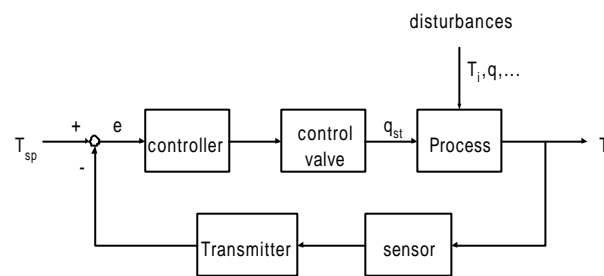 disturbances
T_i,q,...
+
e
T_sp
-
controller
control
valve
q_st
Process
T
Transmitter
sensor